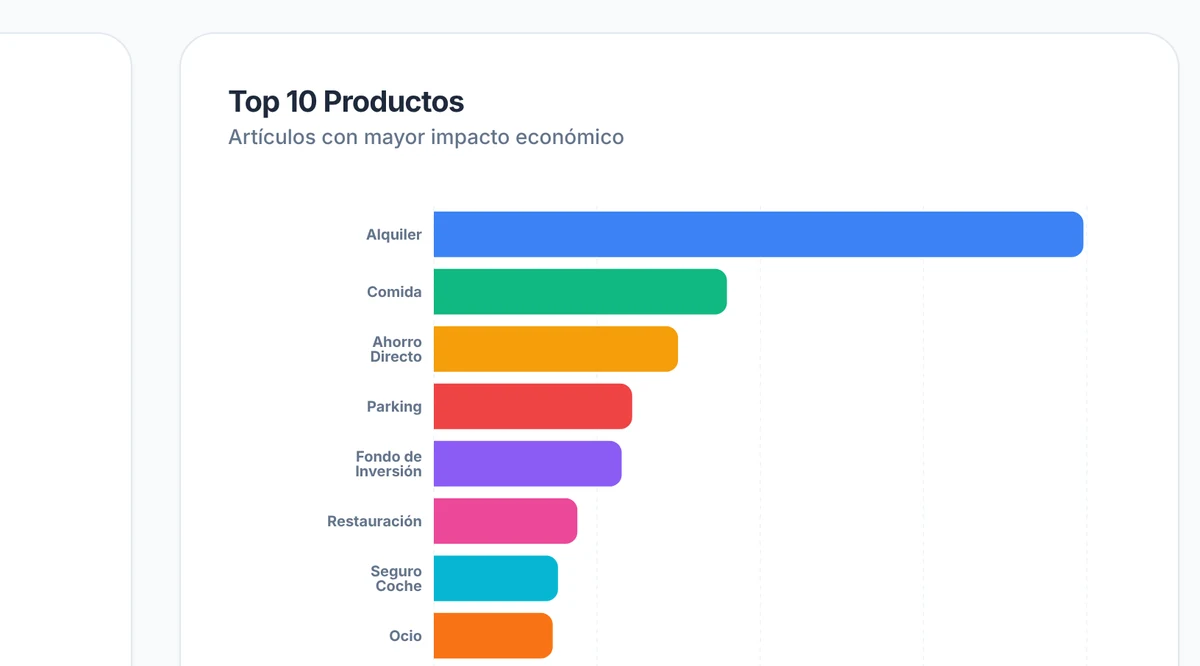 Top 10 Productos
Artículos con mayor impacto económico
Alquiler
Comida
Ahorro
Directo
Parking
Fondo de
Inversión
Restauración
Seguro
Coche
Ocio